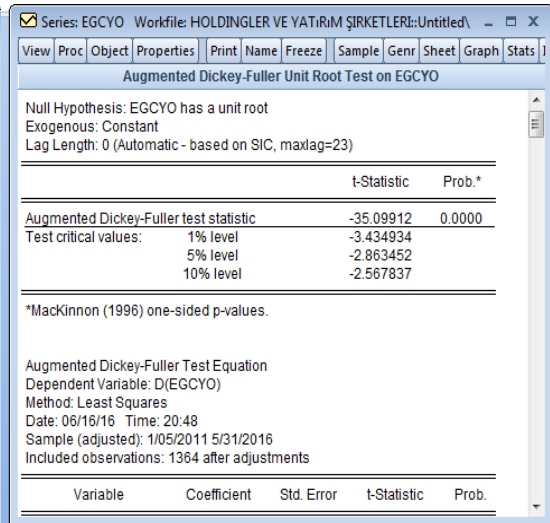 Series: EGCYO Workfile: HOLDINGLER VE YATıRıM ŞIRKETLERI::Untitled\
View Proc Object Properties Print Name Freeze Sample Genr Sheet Graph Stats
Augmented Dickey-Fuller Unit Root Test on EGCYO
Null Hypothesis: EGCYO has a unit root
Exogenous: Constant
Lag Length: 0 (Automatic - based on SIC, maxlag=23)
t-Statistic Prob.*
Augmented Dickey-Fuller test statistic -35.09912 0.0000
Test critical values: 1% level -3.434934
5% level -2.863452
10% level -2.567837
*MacKinnon (1996) one-sided p-values.
Augmented Dickey-Fuller Test Equation
Dependent Variable: D(EGCYO)
Method: Least Squares
Date: 06/16/16 Time: 20:48
Sample (adjusted): 1/05/2011 5/31/2016
Included observations: 1364 after adjustments
Variable Coefficient Std. Error t-Statistic Prob.